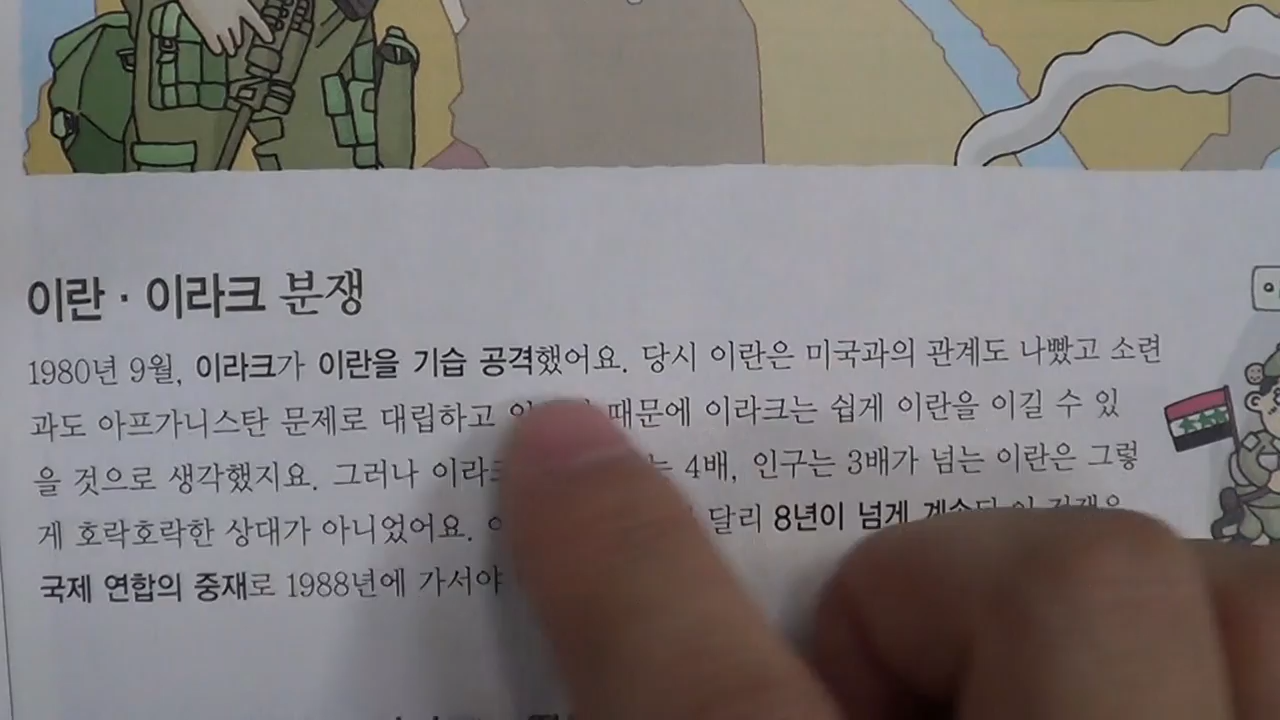 이란 · 이라크 분쟁
1980년 9월, 이라크가 이란을 기습 공격했어요. 당시 이란은 미국과의 관계도 나빴고 소련
과도 아프가니스탄 문제로 대립하고 때문에 이라크는 쉽게 이란을 이길 수 있
을 것으로 생각했지요. 그러나 4배, 인구는 3배가 넘는 이란은 그렇
게 호락호락한 상대가 아니었어요. 달리 8년이 넘게
국제 연합의 중재로 1988년에 가서야